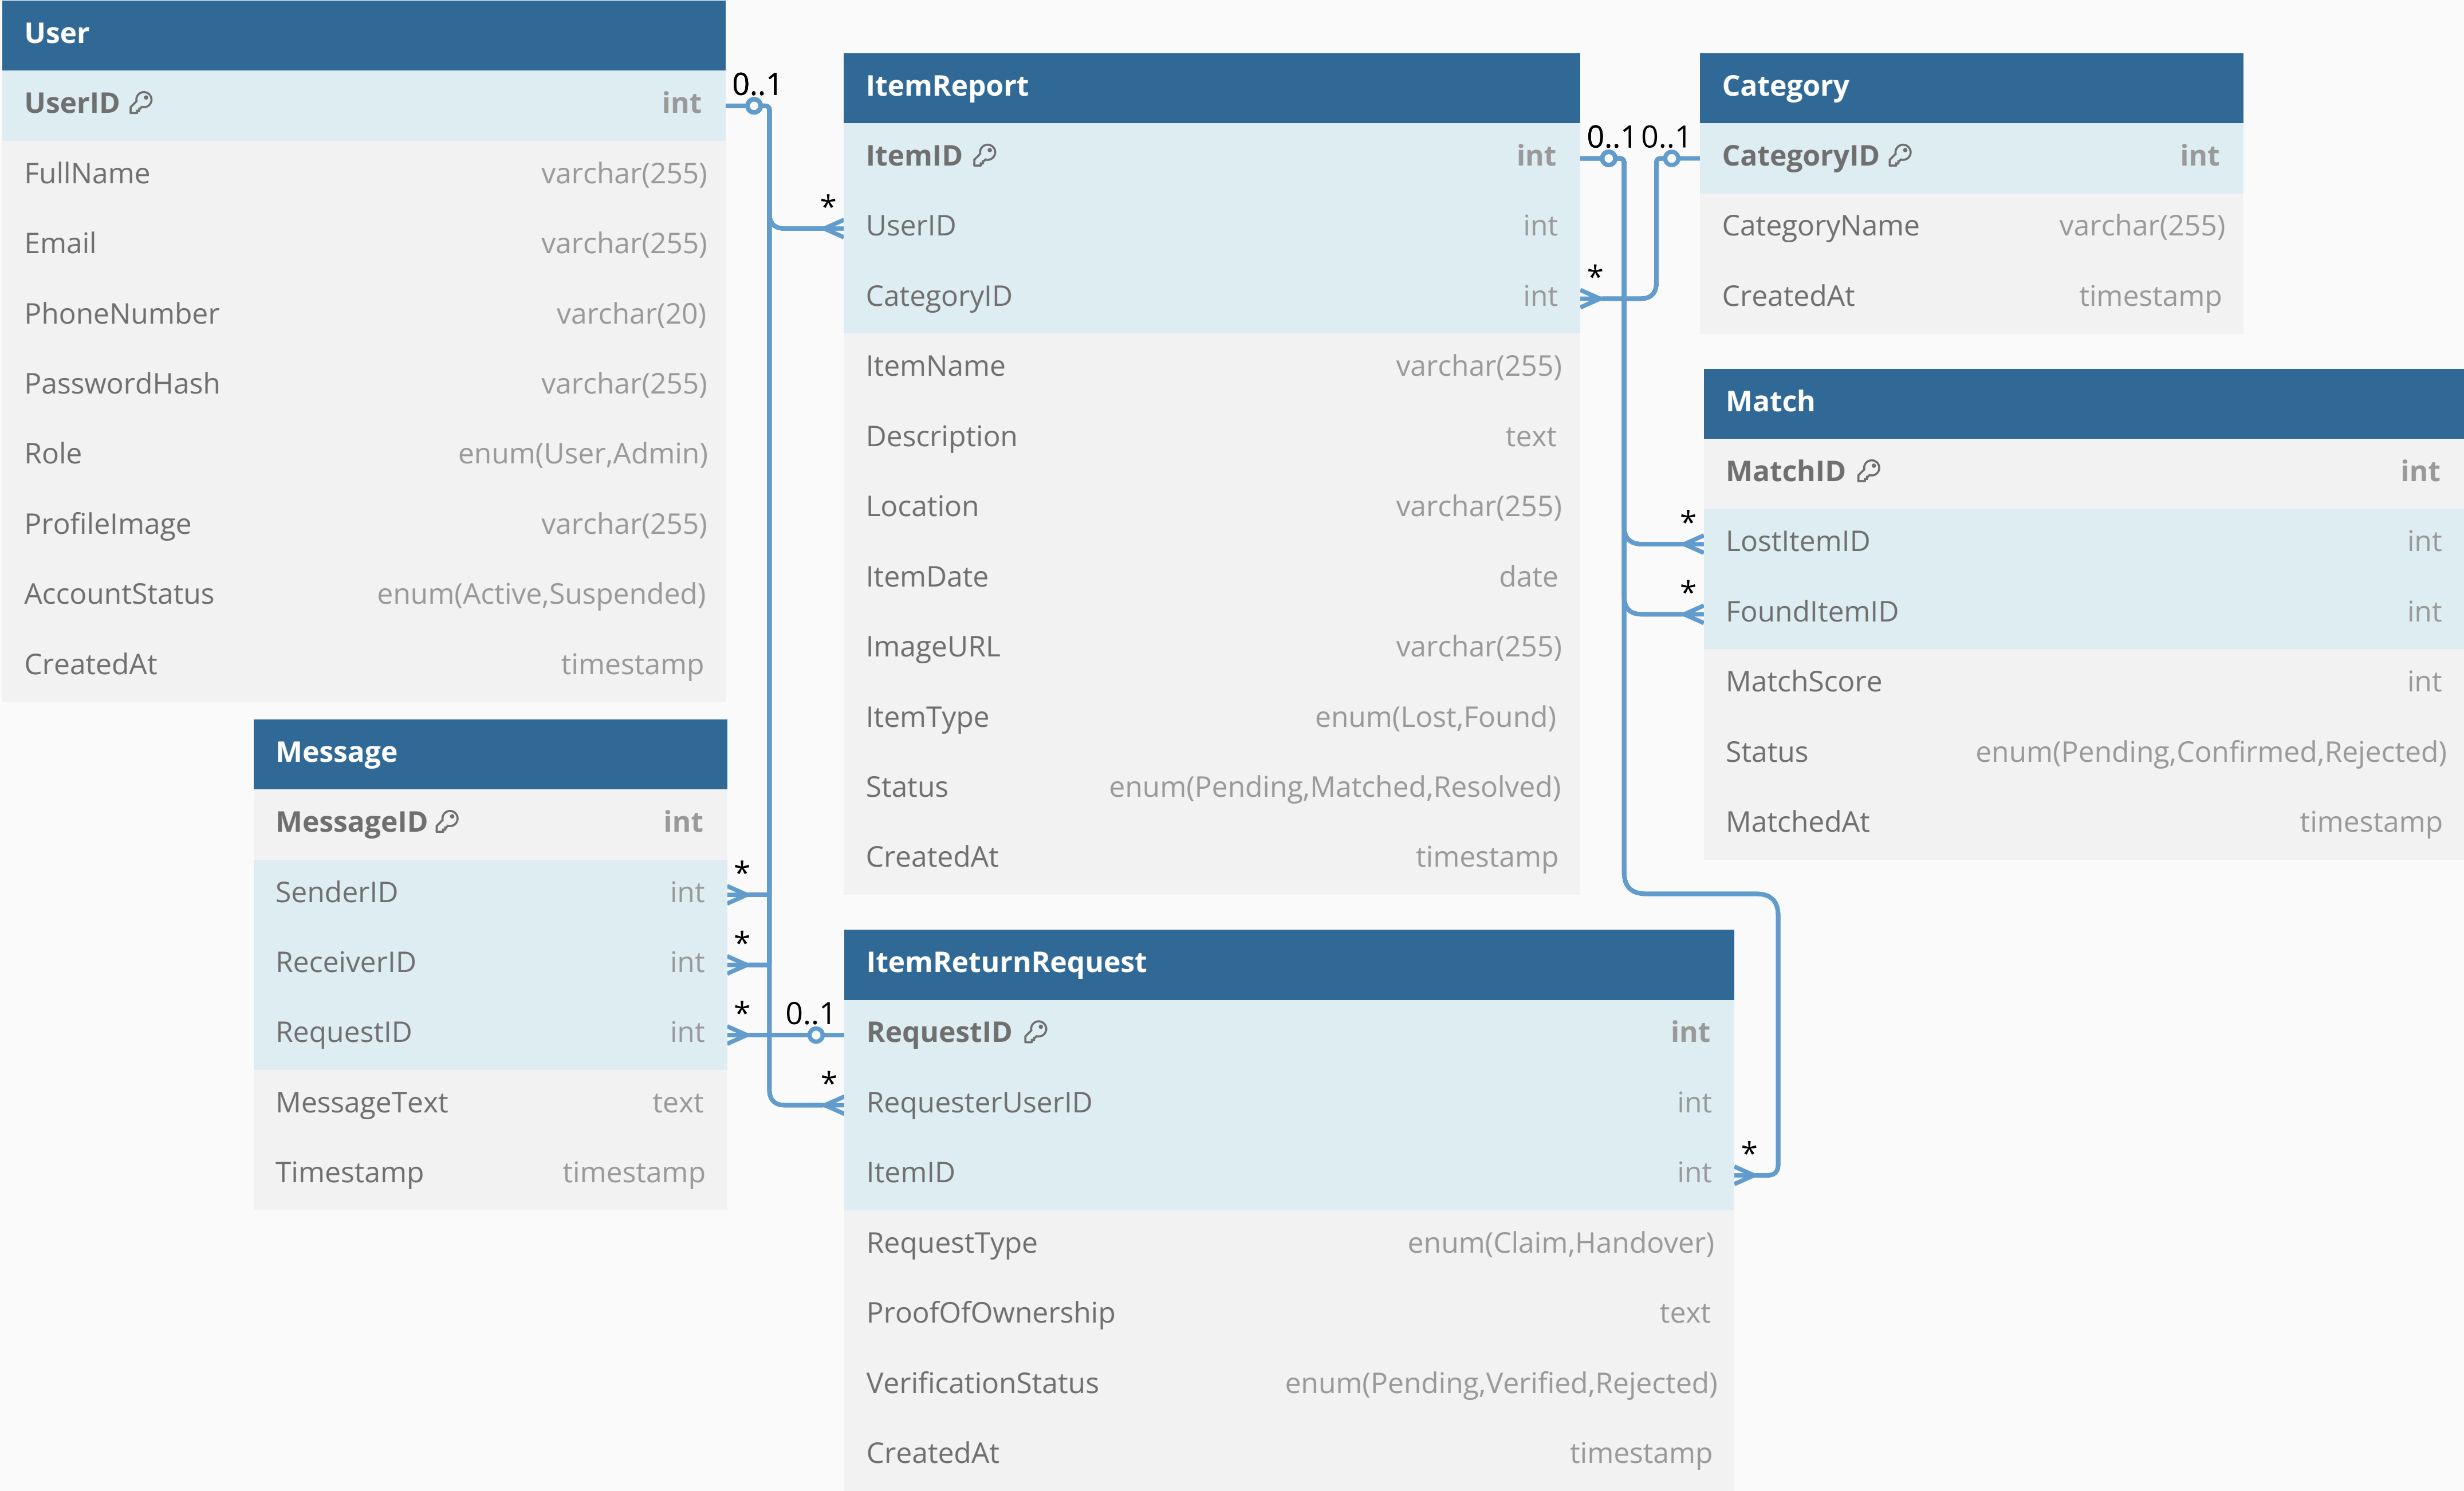 User
UserID int
FullName varchar(255)
Email varchar(255)
PhoneNumber varchar(20)
PasswordHash varchar(255)
Role enum(User,Admin)
ProfileImage varchar(255)
AccountStatus enum(Active,Suspended)
CreatedAt timestamp
0..1
*
ItemReport
ItemID int
UserID int
CategoryID int
ItemName varchar(255)
Description text
Location varchar(255)
ItemDate date
ImageURL varchar(255)
ItemType enum(Lost,Found)
Status enum(Pending,Matched,Resolved)
CreatedAt timestamp
0..1 0..1
*
Category
CategoryID int
CategoryName varchar(255)
CreatedAt timestamp
Match
MatchID int
* LostItemID int
* FoundItemID int
MatchScore int
Status enum(Pending,Confirmed,Rejected)
MatchedAt timestamp
Message
MessageID int
SenderID int *
ReceiverID int *
RequestID int *
MessageText text
Timestamp timestamp
0..1
*
ItemReturnRequest
RequestID int
RequesterUserID int
ItemID int *
RequestType enum(Claim,Handover)
ProofOfOwnership text
VerificationStatus enum(Pending,Verified,Rejected)
CreatedAt timestamp